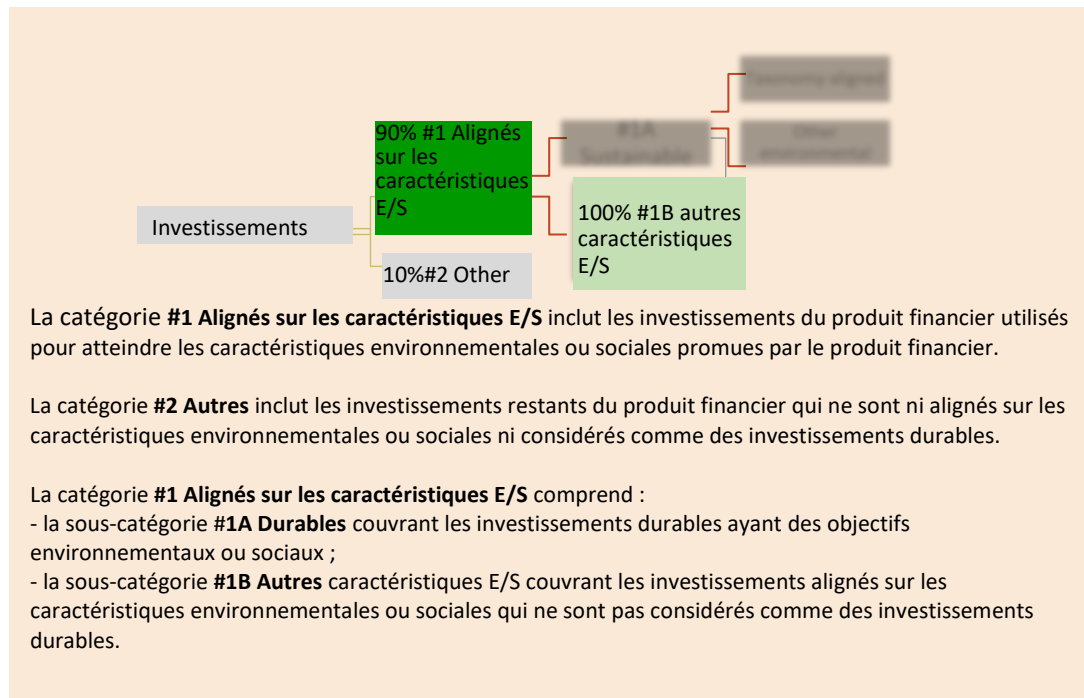 Taxonomy-aligned
#1A
Sustainable
Other
environmental
90% #1 Alignés
sur les
caractéristiques
E/S
100% #1B autres
caractéristiques
E/S
Investissements
10%#2 Other
La catégorie #1 Alignés sur les caractéristiques E/S inclut les investissements du produit financier utilisés
pour atteindre les caractéristiques environnementales ou sociales promues par le produit financier.
La catégorie #2 Autres inclut les investissements restants du produit financier qui ne sont ni alignés sur les
caractéristiques environnementales ou sociales ni considérés comme des investissements durables.
La catégorie #1 Alignés sur les caractéristiques E/S comprend :
- la sous-catégorie #1A Durables couvrant les investissements durables ayant des objectifs
environnementaux ou sociaux ;
- la sous-catégorie #1B Autres caractéristiques E/S couvrant les investissements alignés sur les
caractéristiques environnementales ou sociales qui ne sont pas considérés comme des investissements
durables.